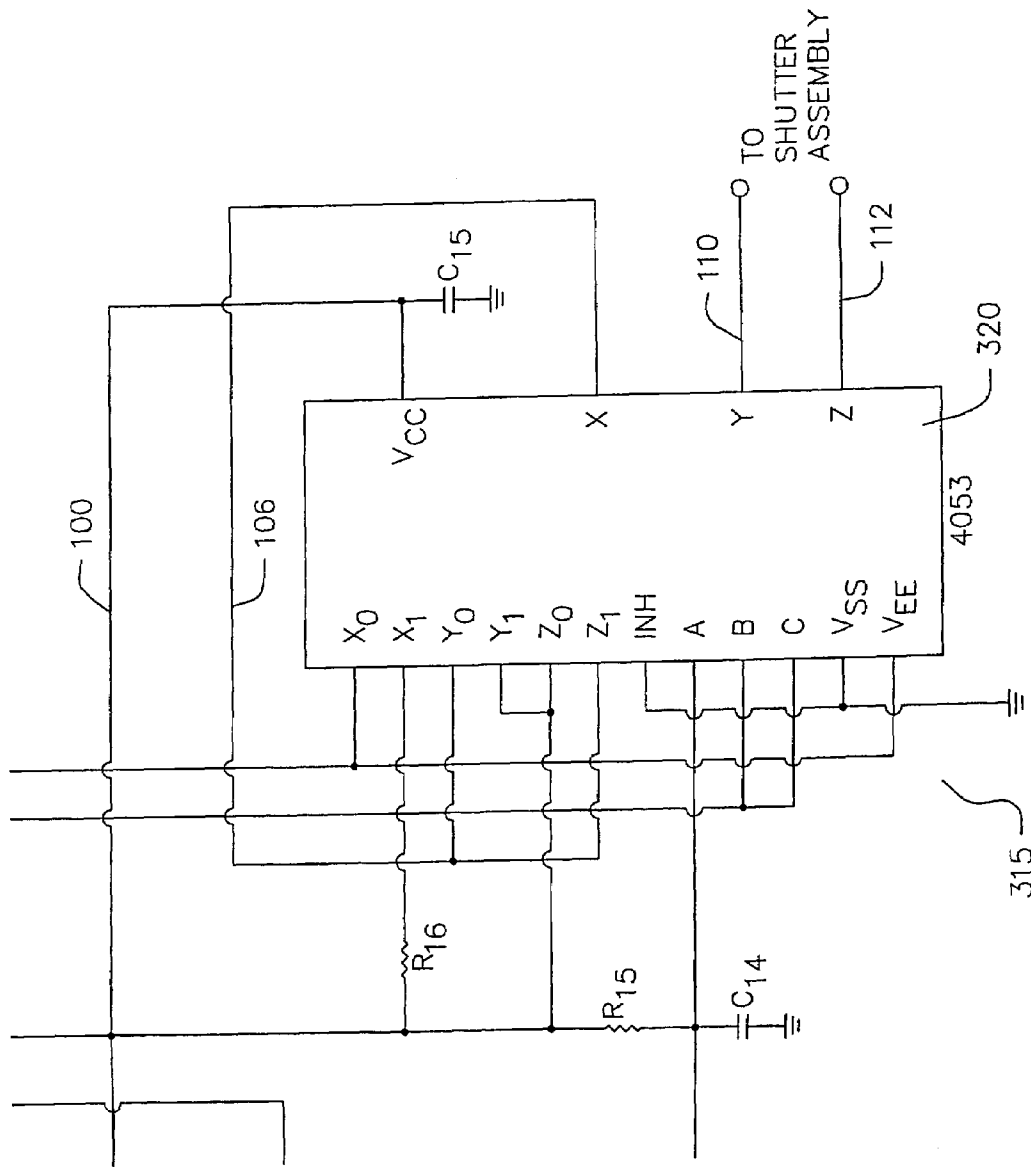 100
106
C15
TO
SHUTTER
ASSEMBLY
110
112
VCC
X
Y
Z
320
4053
X0
X1
Y0
Y1
Z0
Z1
INH
A
B
C
VSS
VEE
R16
R15
C14
315